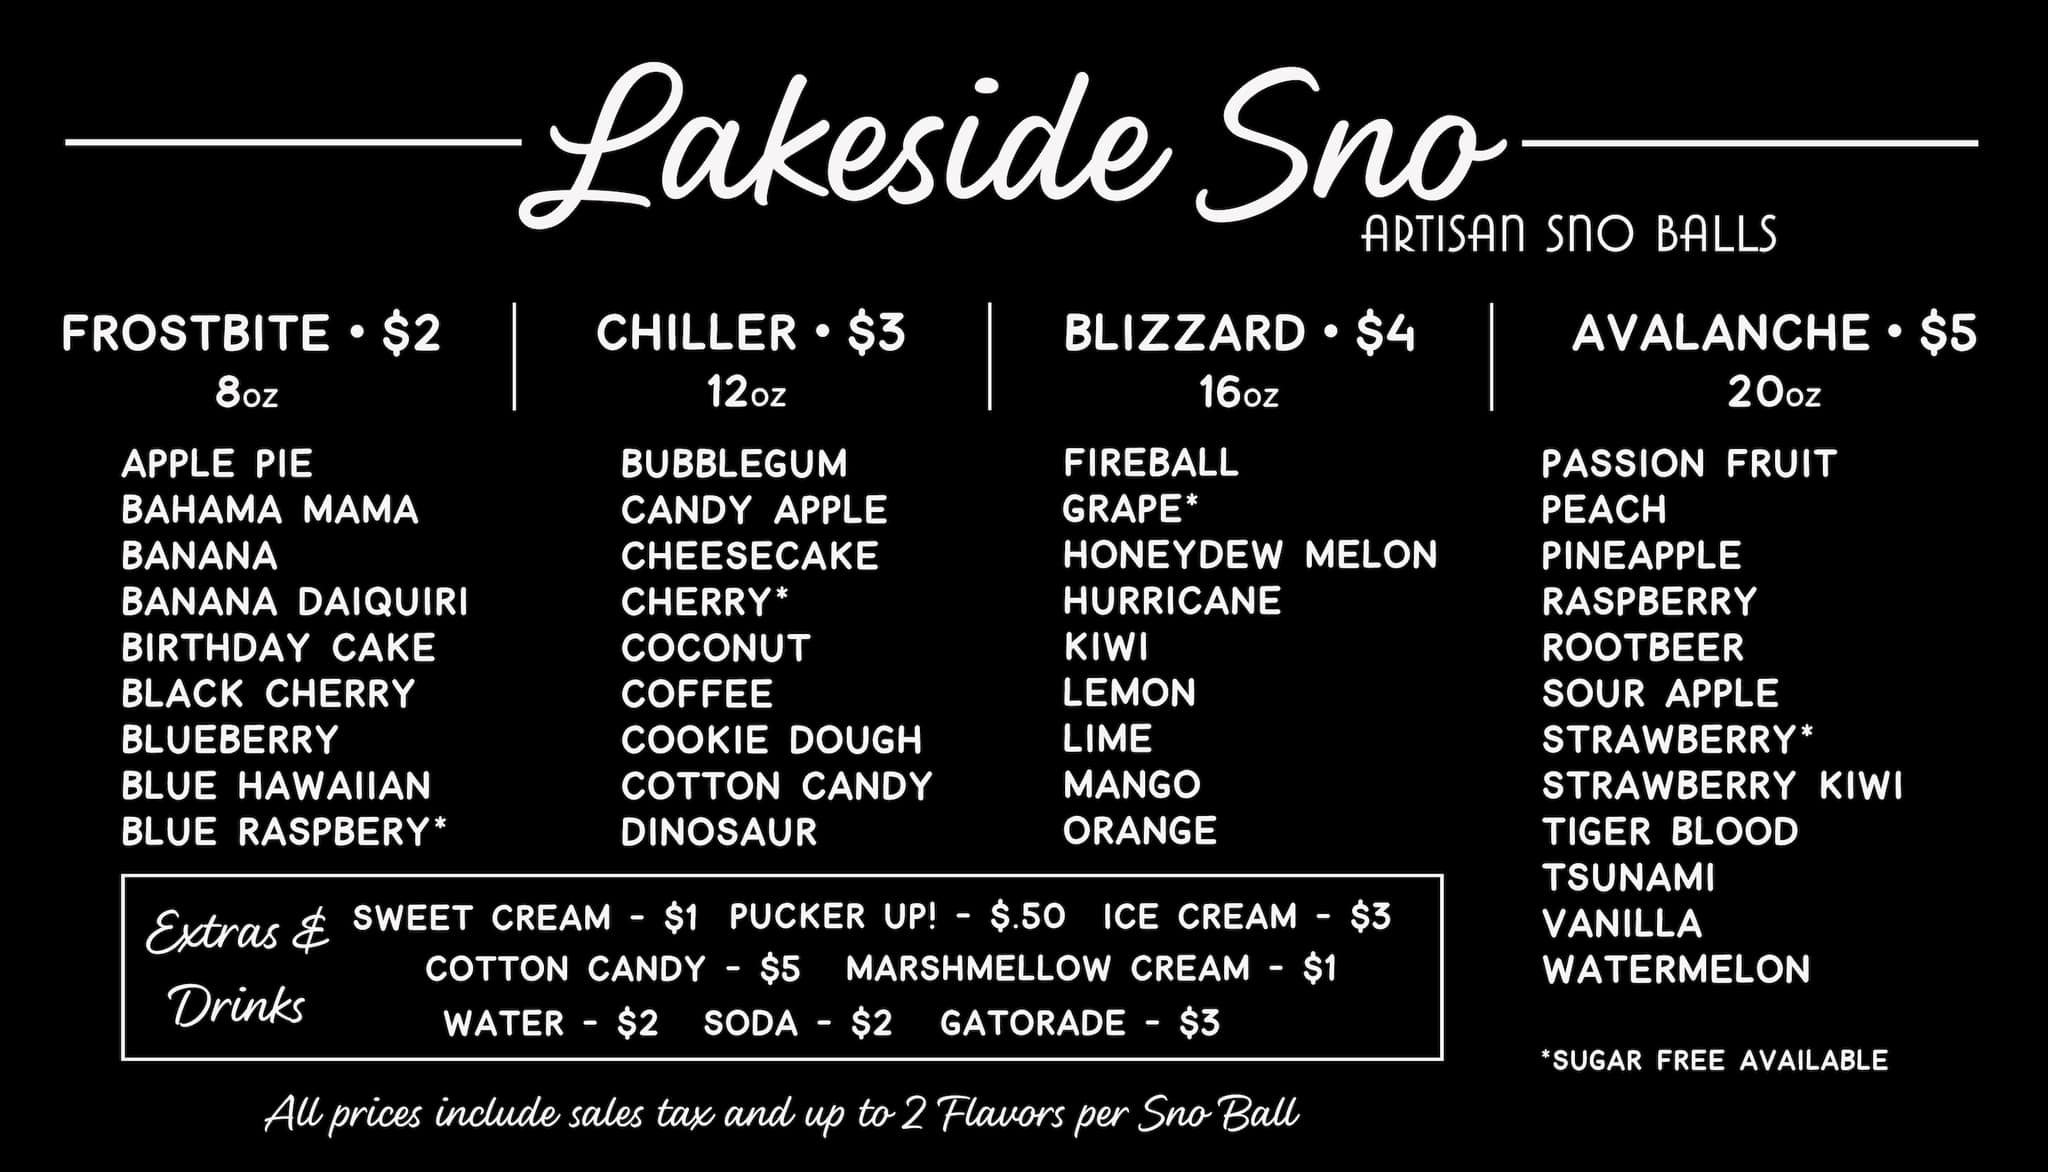 Lakeside Sno
ARTISAN SNO BALLS
FROSTBITE • $2
8oz
CHILLER • $3
12oz
BLIZZARD • $4
16oz
AVALANCHE • $5
20oz
APPLE PIE
BAHAMA MAMA
BANANA
BANANA DAIQUIRI
BIRTHDAY CAKE
BLACK CHERRY
BLUEBERRY
BLUE HAWAIIAN
BLUE RASPBERY*
BUBBLEGUM
CANDY APPLE
CHEESECAKE
CHERRY*
COCONUT
COFFEE
COOKIE DOUGH
COTTON CANDY
DINOSAUR
FIREBALL
GRAPE*
HONEYDEW MELON
HURRICANE
KIWI
LEMON
LIME
MANGO
ORANGE
PASSION FRUIT
PEACH
PINEAPPLE
RASPBERRY
ROOTBEER
SOUR APPLE
STRAWBERRY*
STRAWBERRY KIWI
TIGER BLOOD
TSUNAMI
VANILLA
WATERMELON
*SUGAR FREE AVAILABLE
Extras &
Drinks
SWEET CREAM - $1 PUCKER UP! - $.50 ICE CREAM - $3
COTTON CANDY - $5 MARSHMELLOW CREAM - $1
WATER - $2 SODA - $2 GATORADE - $3
All prices include sales tax and up to 2 Flavors per Sno Ball